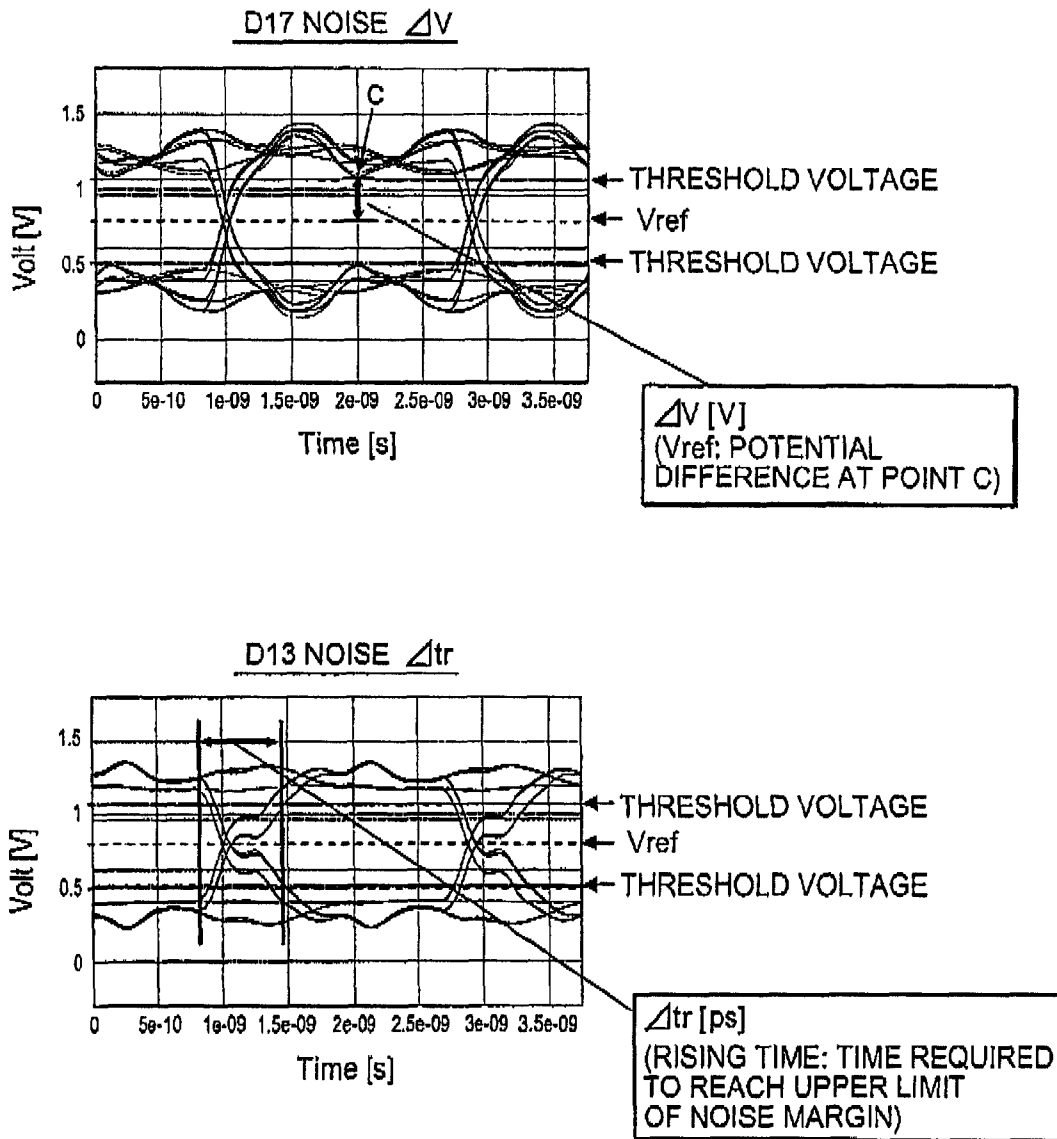 D17 NOISE ⊿V
C
1.5
1
0.5
0
Volt [V]
THRESHOLD VOLTAGE
Vref
THRESHOLD VOLTAGE
0 5e-10 1e-09 1.5e-09 2e-09 2.5e-09 3e-09 3.5e-09
Time [s]
⊿V [V]
(Vref: POTENTIAL
DIFFERENCE AT POINT C)
D13 NOISE ⊿tr
1.5
1
0.5
0
Volt [V]
THRESHOLD VOLTAGE
Vref
THRESHOLD VOLTAGE
0 5e-10 1e-09 1.5e-09 2e-09 2.5e-09 3e-09 3.5e-09
Time [s]
⊿tr [ps]
(RISING TIME: TIME REQUIRED
TO REACH UPPER LIMIT
OF NOISE MARGIN)